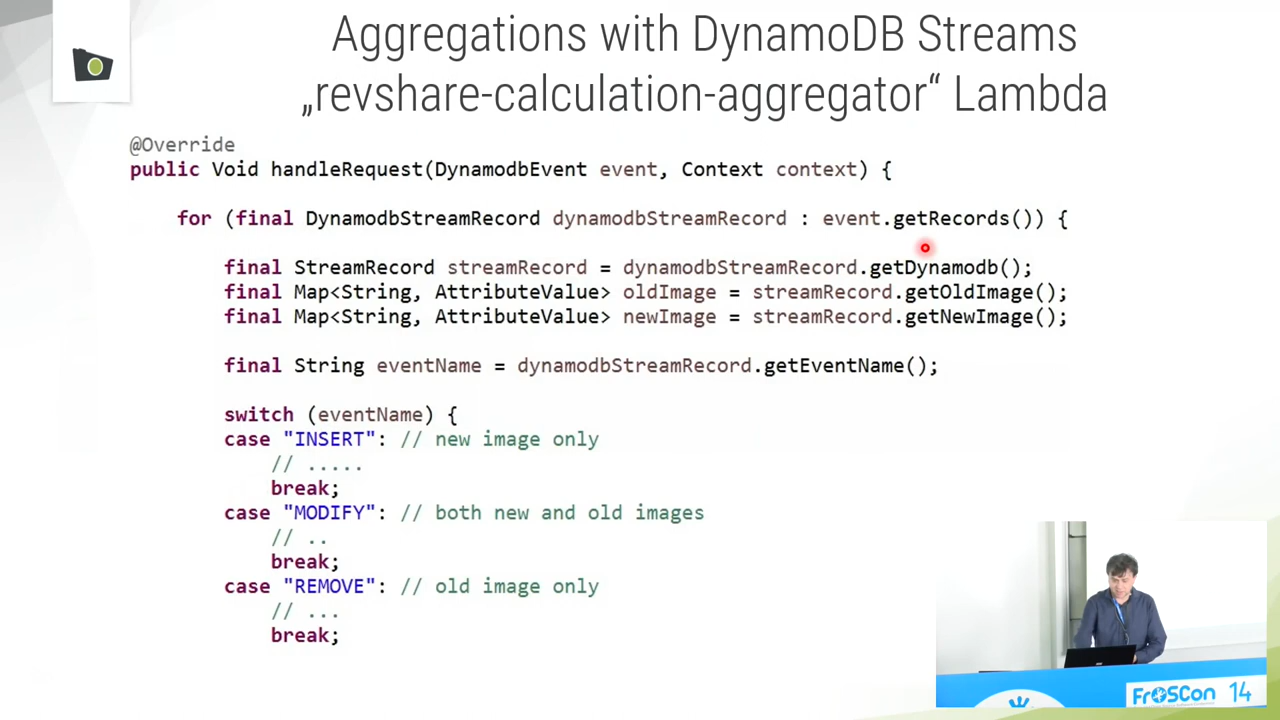 Aggregations with DynamoDB Streams
„revshare-calculation-aggregator“ Lambda
@Override
public Void handleRequest(DynamodbEvent event, Context context) {
for (final DynamodbStreamRecord dynamodbStreamRecord : event.getRecords()) {
final StreamRecord streamRecord = dynamodbStreamRecord.getDynamodb();
final Map<String, AttributeValue> oldImage = streamRecord.getOldImage();
final Map<String, AttributeValue> newImage = streamRecord.getNewImage();
final String eventName = dynamodbStreamRecord.getEventName();
switch (eventName) {
case "INSERT": // new image only
// .....
break;
case "MODIFY": // both new and old images
// ..
break;
case "REMOVE": // old image only
// ...
break;
FrOSCon 14